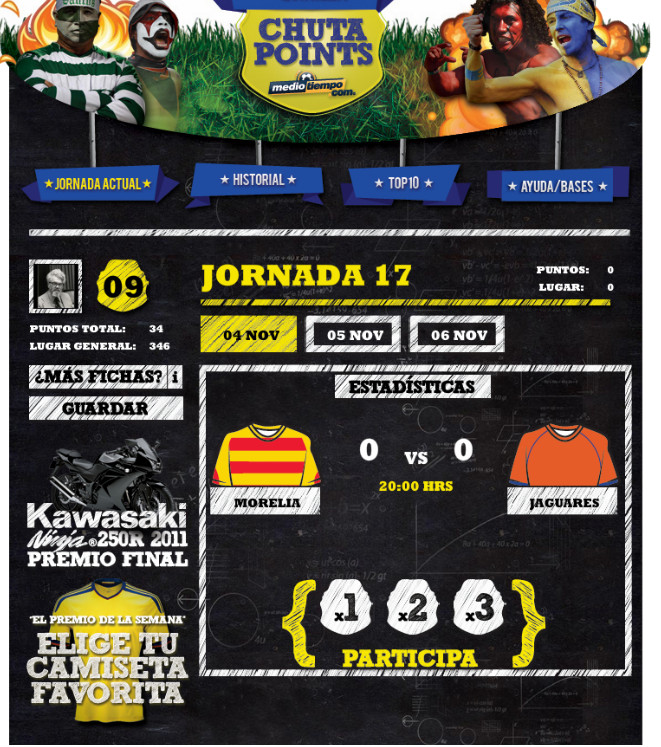 Santos
CHUTA
POINTS
mediotiempo
.com®
★ JORNADA ACTUAL ★
★ HISTORIAL ★
★ TOP10 ★
★ AYUDA/BASES ★
09
JORNADA 17
PUNTOS: 0
LUGAR: 0
PUNTOS TOTAL: 34
LUGAR GENERAL: 346
04 NOV
05 NOV
06 NOV
¿MÁS FICHAS? i
GUARDAR
ESTADÍSTICAS
0 VS 0
20:00 HRS
MORELIA
JAGUARES
Kawasaki
Ninja®250R 2011
PREMIO FINAL
"EL PREMIO DE LA SEMANA"
ELIGE TU
CAMISETA
FAVORITA
x1 x2 x3
PARTICIPA